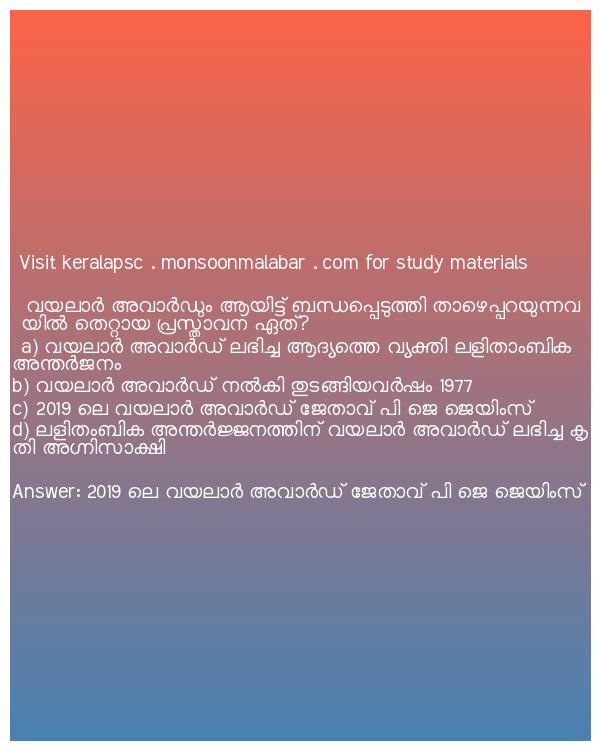 Visit keralapsc . monsoonmalabar . com for study materials
വയലാർ അവാർഡും ആയിട്ട് ബന്ധപ്പെടുത്തി താഴെപ്പറയുന്നവ
യിൽ തെറ്റായ പ്രസ്താവന ഏത്?
a) വയലാർ അവാർഡ് ലഭിച്ച ആദ്യത്തെ വ്യക്തി ലളിതാംബിക
അന്തർജനം
b) വയലാർ അവാർഡ് നൽകി തുടങ്ങിയവർഷം 1977
c) 2019 ലെ വയലാർ അവാർഡ് ജേതാവ് പി ജെ ജെയിംസ്
d) ലളിതംബിക അന്തർജ്ജനത്തിന് വയലാർ അവാർഡ് ലഭിച്ച കൃ
തി അഗ്നിസാക്ഷി
Answer: 2019 ലെ വയലാർ അവാർഡ് ജേതാവ് പി ജെ ജെയിംസ്